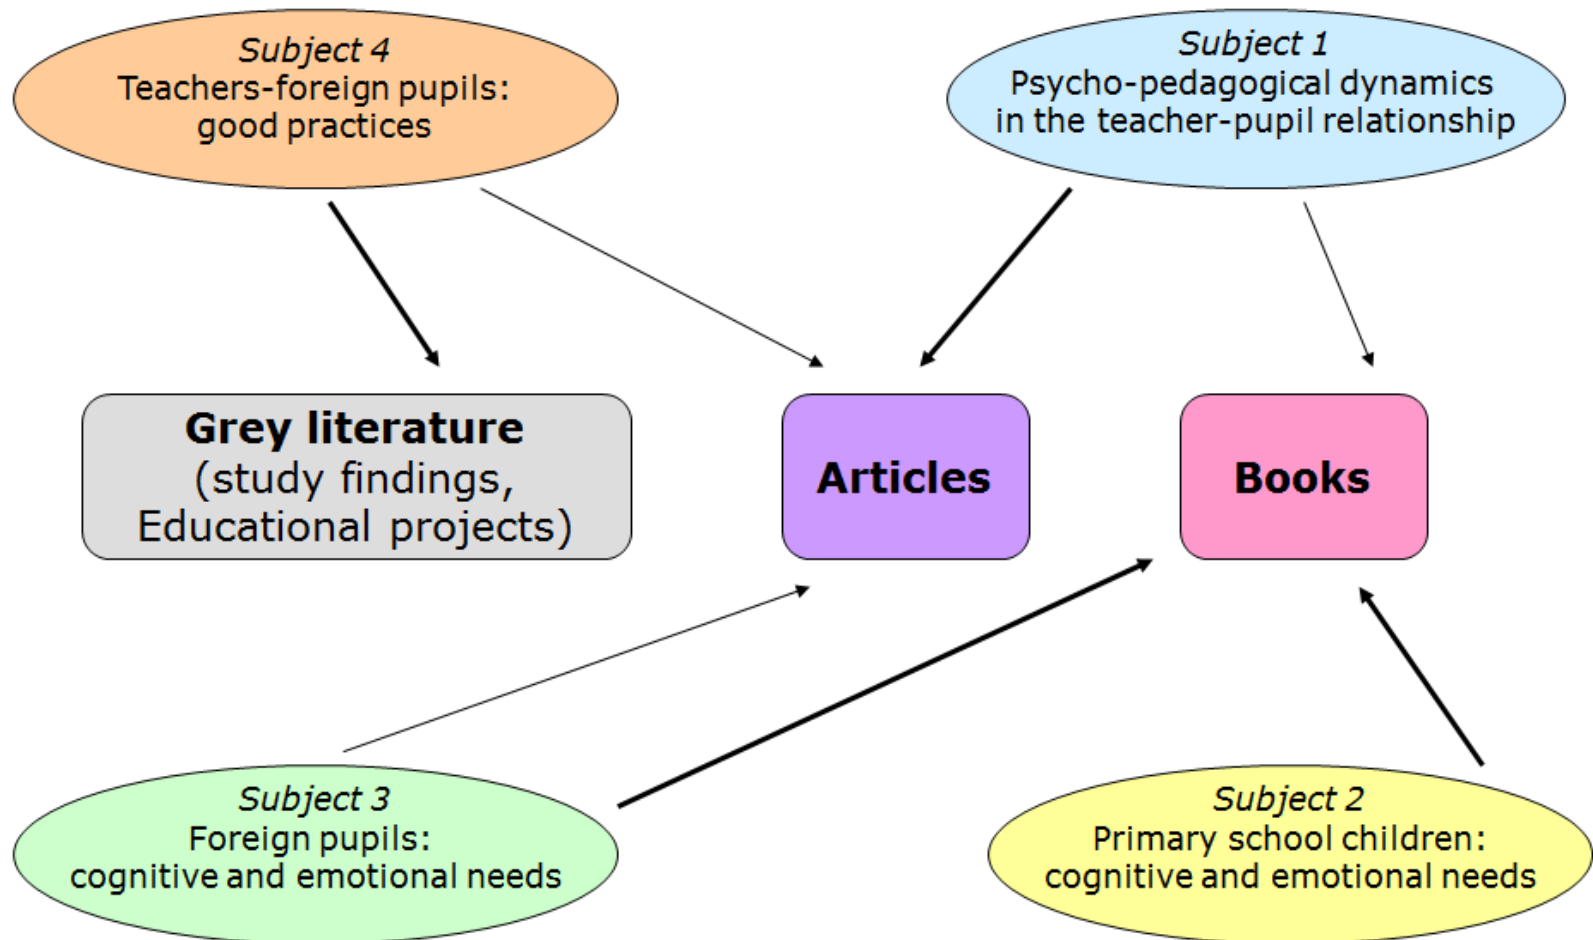 Subject 4
Teachers-foreign pupils:
good practices
Subject 1
Psycho-pedagogical dynamics
in the teacher-pupil relationship
Grey literature
(study findings,
Educational projects)
Articles
Books
Subject 3
Foreign pupils:
cognitive and emotional needs
Subject 2
Primary school children:
cognitive and emotional needs